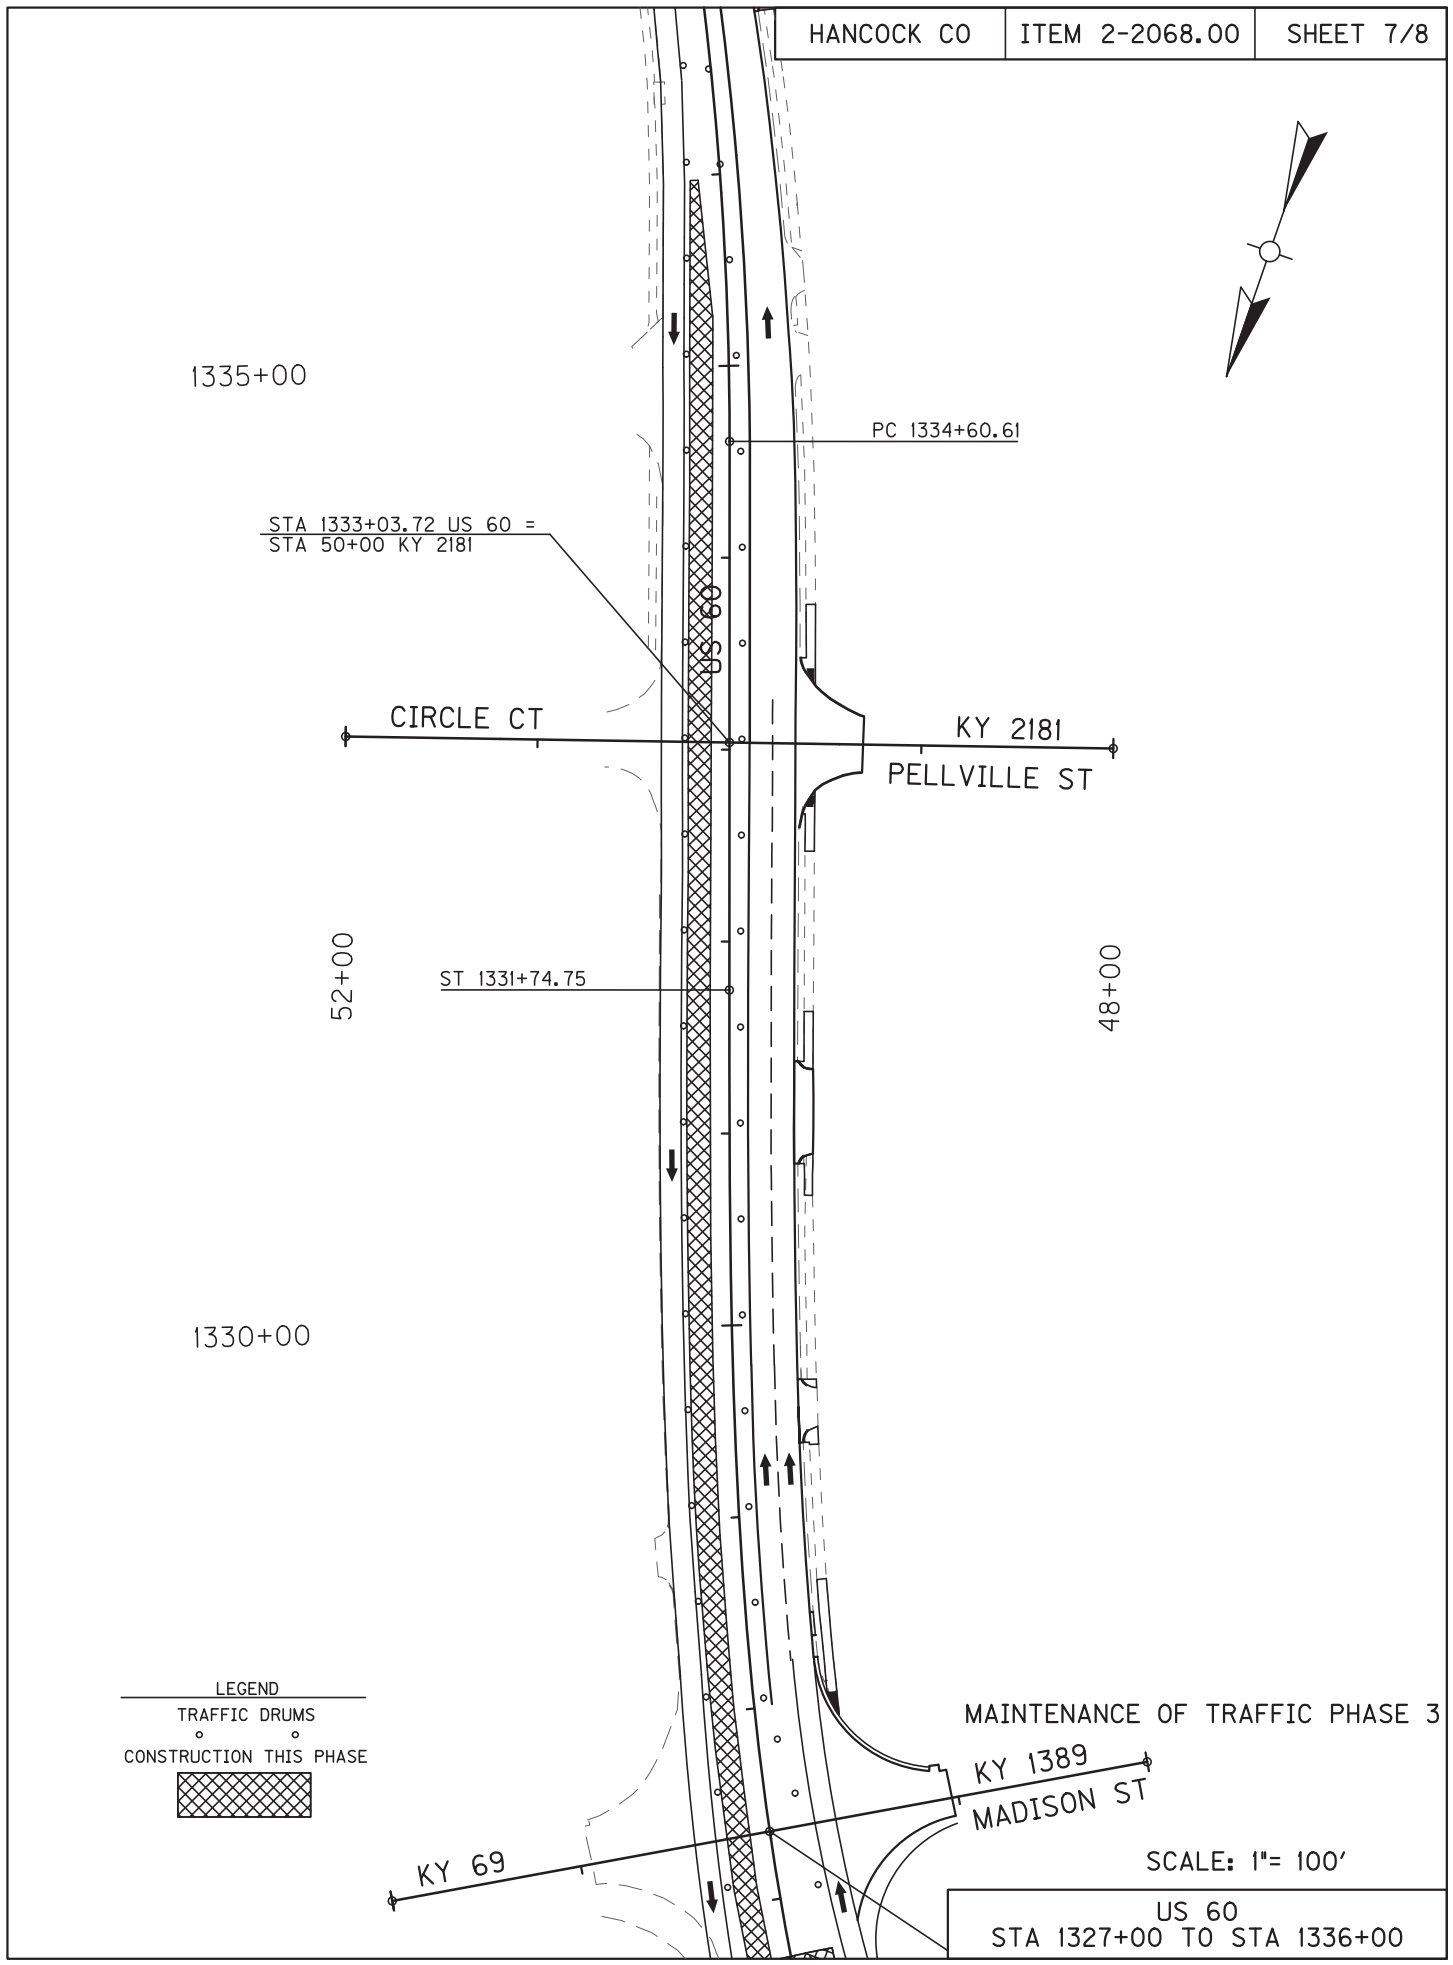 HANCOCK CO
ITEM 2-2068.00
SHEET 7/8
1335+00
PC 1334+60.61
STA 1333+03.72 US 60 =
STA 50+00 KY 2181
US 60
CIRCLE CT
KY 2181
PELLVILLE ST
52+00
ST 1331+74.75
48+00
1330+00
LEGEND
TRAFFIC DRUMS
CONSTRUCTION THIS PHASE
MAINTENANCE OF TRAFFIC PHASE 3
KY 1389
MADISON ST
KY 69
SCALE: 1"= 100'
US 60
STA 1327+00 TO STA 1336+00